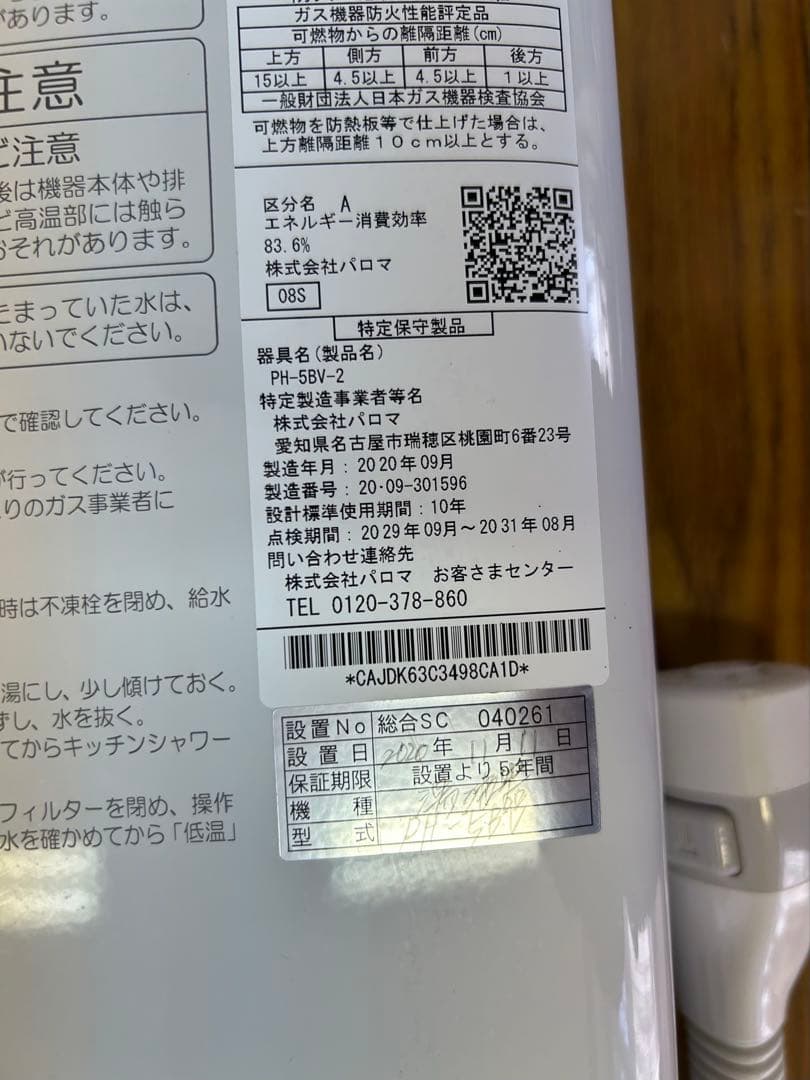 があります。
注意
ご注意
後は機器本体や排
ど高温部には触ら
おそれがあります。
たまっていた水は、
いないでください。
で確認してください。
が行ってください。
りのガス事業者に
時は不凍栓を閉め、給水
湯にし、少し傾けておく。
ずし、水を抜く。
てからキッチンシャワー
フィルターを閉め、操作
水を確かめてから「低温」
ガス機器防火性能評定品
可燃物からの離隔距離(cm)
上方 側方 前方 後方
15以上 4.5以上 4.5以上 1以上
一般財団法人日本ガス機器検査協会
可燃物を防熱板等で仕上げた場合は、
上方離隔距離10cm以上とする。
区分名 A
エネルギー消費効率
83.6%
株式会社パロマ
08S
特定保守製品
器具名(製品名)
PH-5BV-2
特定製造事業者等名
株式会社パロマ
愛知県名古屋市瑞穂区桃園町6番23号
製造年月:2020年09月
製造番号:20・09-301596
設計標準使用期間:10年
点検期間:2029年09月~2031年08月
問い合わせ連絡先
株式会社パロマ お客さまセンター
TEL 0120-378-860
*CAJDK63C3498CA1D*
設置No 総合SC 040261
設置日 2020年 11月 11日
保証期限 設置より5年間
機種
型式